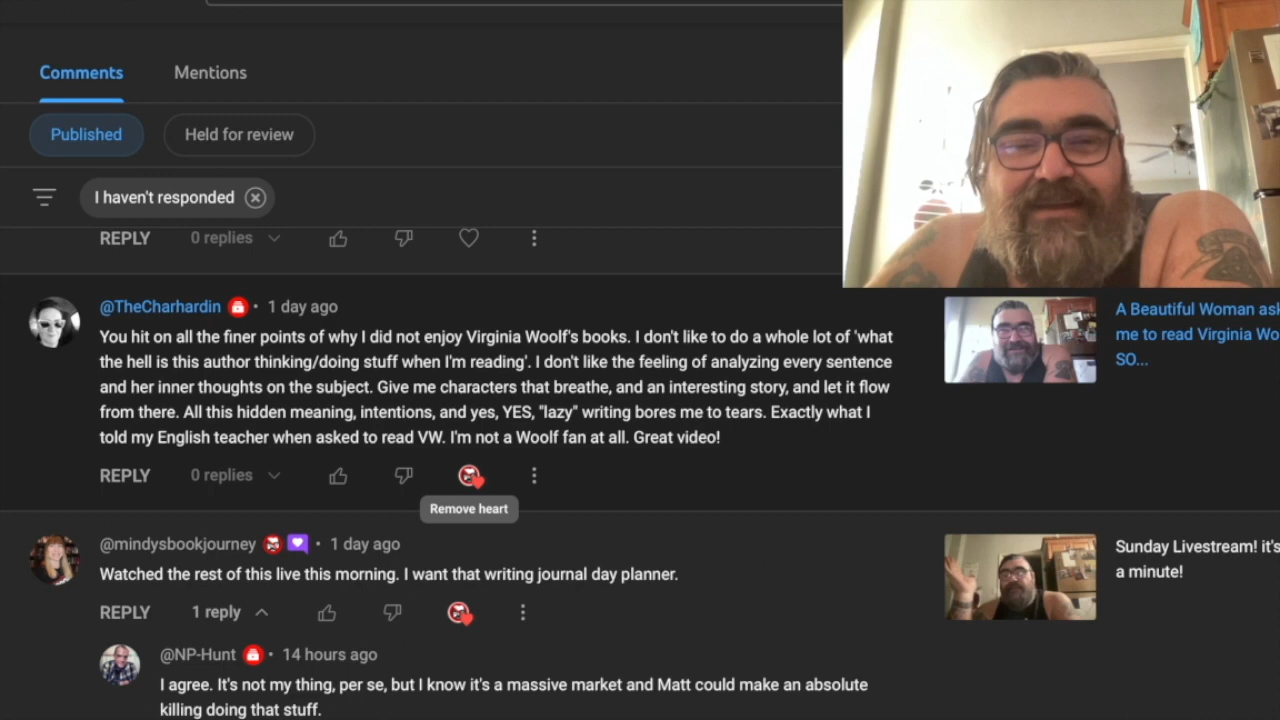 Comments
Mentions
Published
Held for review
I haven't responded
REPLY
0 replies
@TheCharhardin • 1 day ago
You hit on all the finer points of why I did not enjoy Virginia Woolf's books. I don't like to do a whole lot of 'what
the hell is this author thinking/doing stuff when I'm reading'. I don't like the feeling of analyzing every sentence
and her inner thoughts on the subject. Give me characters that breathe, and an interesting story, and let it flow
from there. All this hidden meaning, intentions, and yes, YES, "lazy" writing bores me to tears. Exactly what I
told my English teacher when asked to read VW. I'm not a Woolf fan at all. Great video!
REPLY
0 replies
Remove heart
A Beautiful Woman ask
me to read Virginia Wo
SO...
@mindysbookjourney • 1 day ago
Watched the rest of this live this morning. I want that writing journal day planner.
REPLY
1 reply
Sunday Livestream! it's
a minute!
@NP-Hunt • 14 hours ago
I agree. It's not my thing, per se, but I know it's a massive market and Matt could make an absolute
killing doing that stuff.